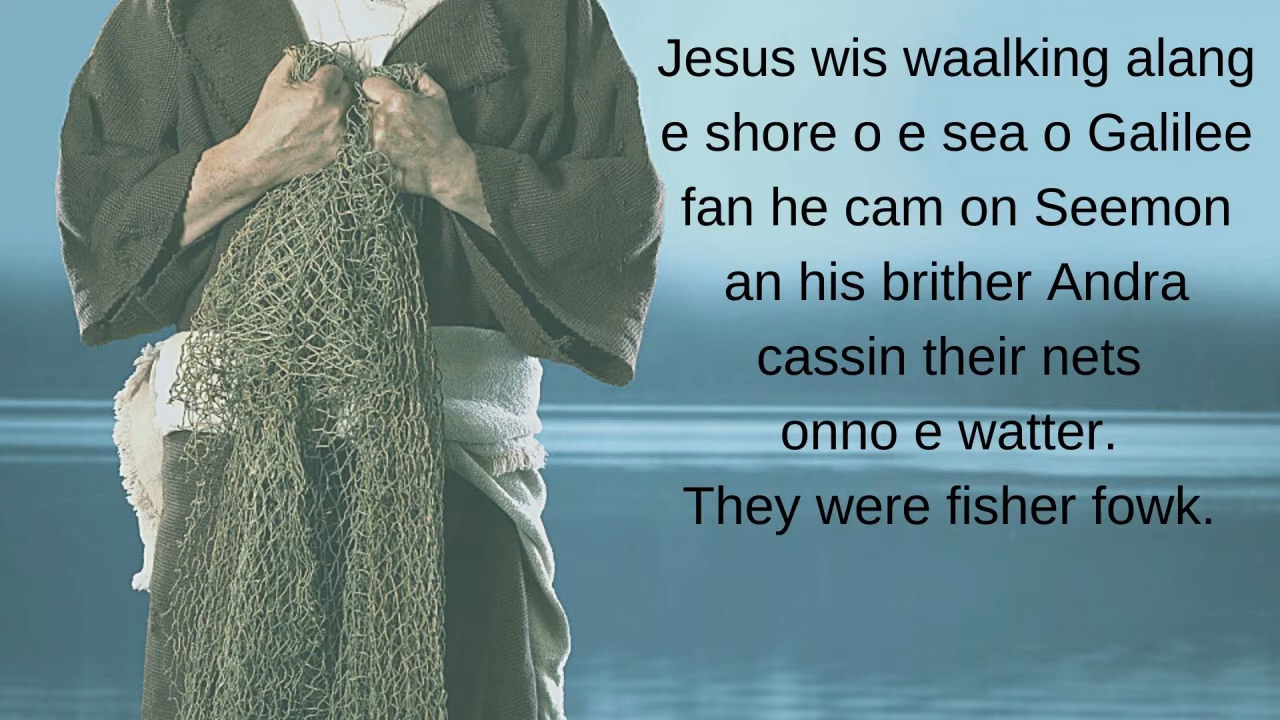 Jesus wis waalking alang
e shore o e sea o Galilee
fan he cam on Seemon
an his brither Andra
cassin their nets
onno e watter.
They were fisher fowk.